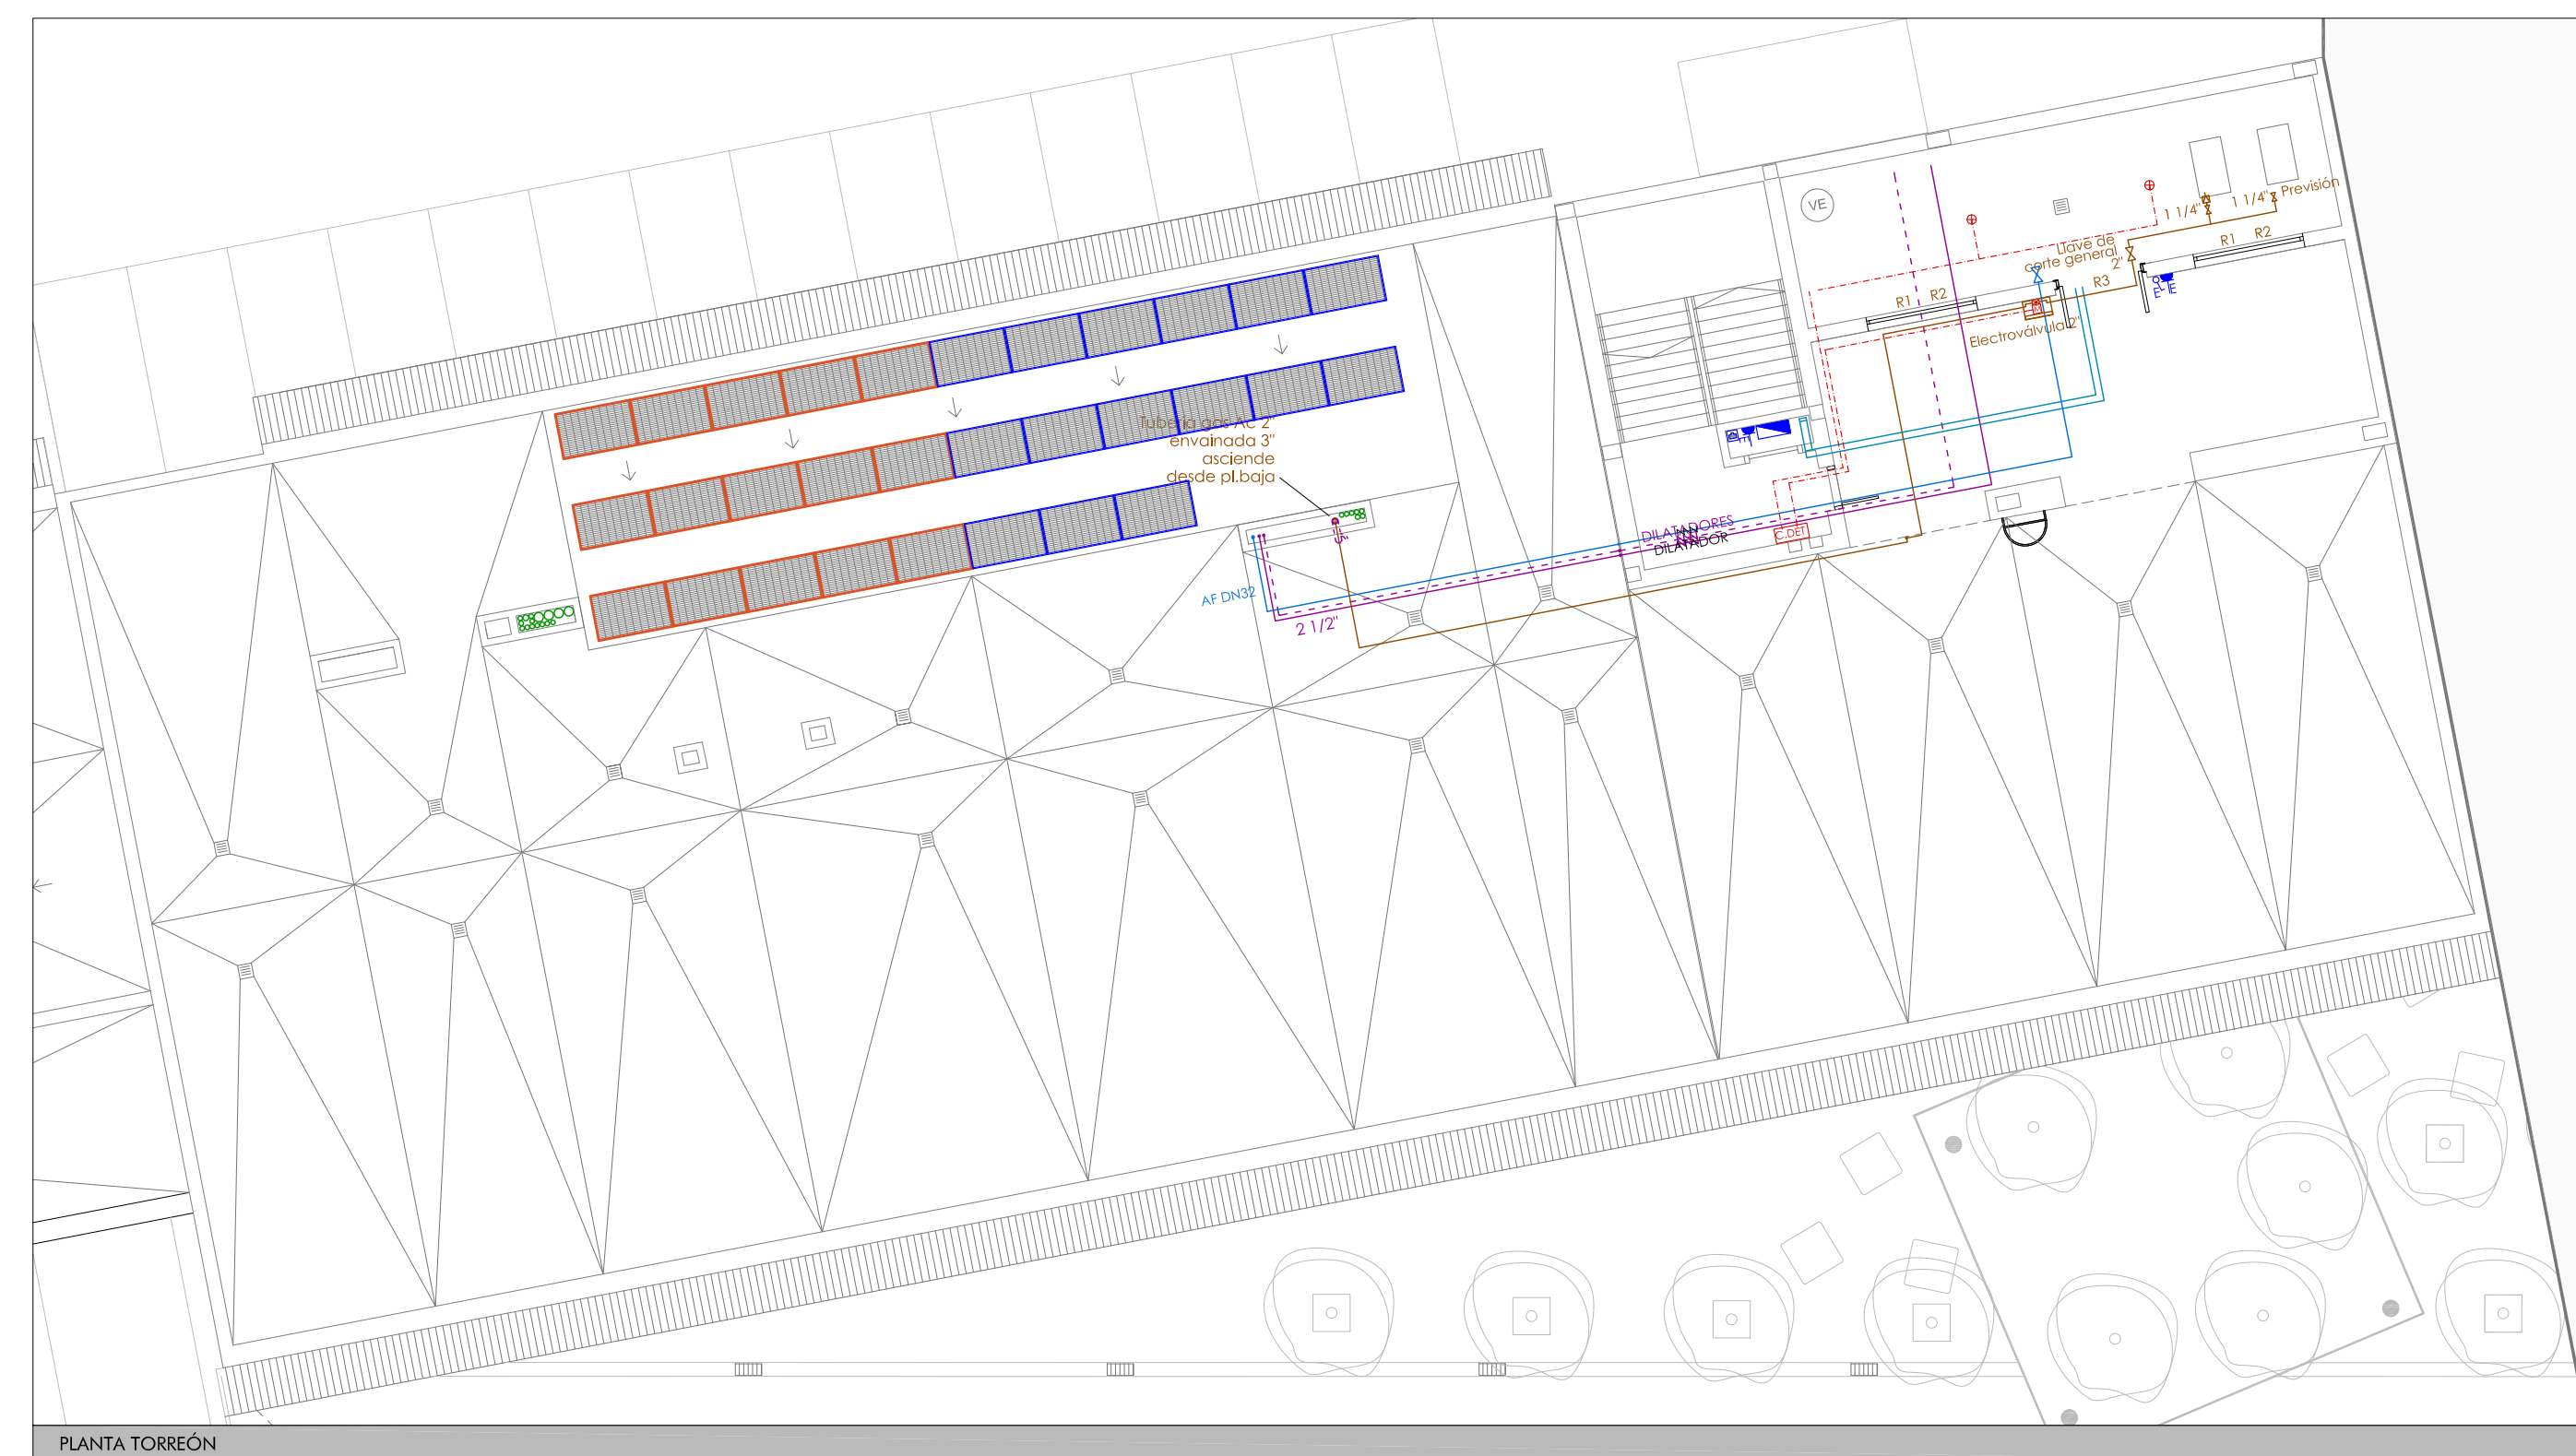 VE
1 1/4"
1 1/4"
Previsión
Llave de
corte general
2"
R1
R2
R3
E
E
R1
R2
M
Electroválvula 2"
Tubería gas Ac 2"
envainada 3"
asciende
desde pl.baja
DILATADORES
DILATADOR
C.DET
AF DN32
2 1/2"
PLANTA TORREÓN